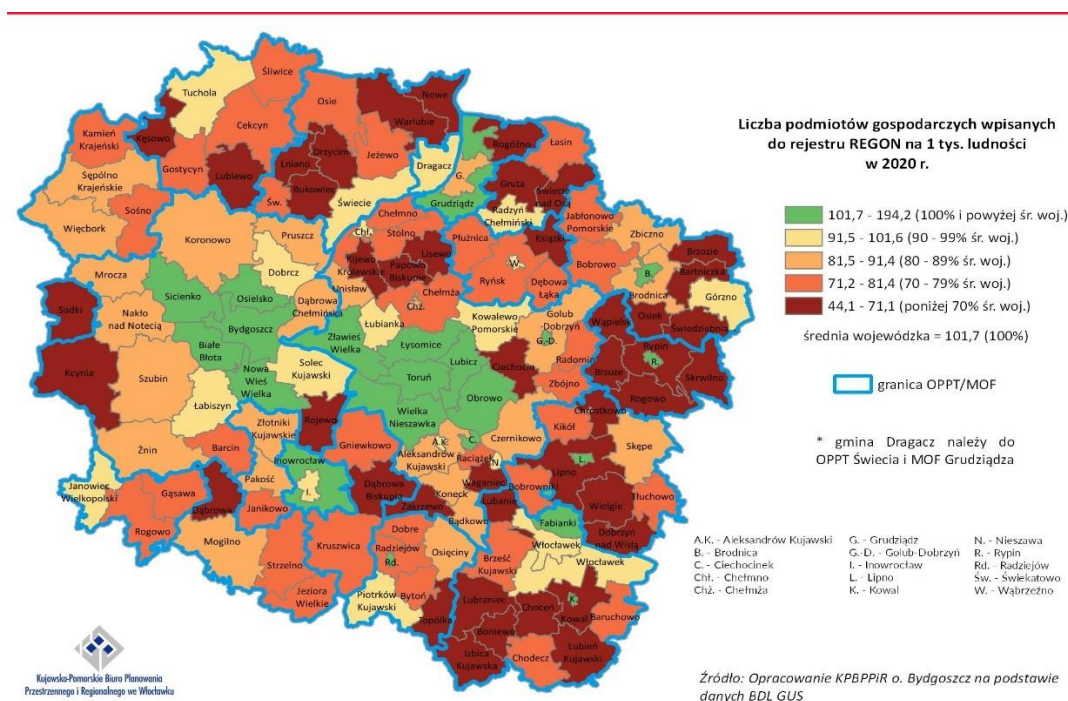 Liczba podmiotów gospodarczych wpisanych
do rejestru REGON na 1 tys. ludności
w 2020 r.
101,7 - 194,2 (100% i powyżej śr. woj.)
91,5 - 101,6 (90 - 99% śr. woj.)
81,5 - 91,4 (80 - 89% śr. woj.)
71,2 - 81,4 (70 - 79% śr. woj.)
44,1 - 71,1 (poniżej 70% śr. woj.)
średnia wojewódzka = 101,7 (100%)
granica OPPT/MOF
* gmina Dragacz należy do
OPPT Świecia i MOF Grudziądza
A.K. - Aleksandrów Kujawski
B. - Brodnica
C. - Ciechocinek
Chł. - Chełmno
Chż. - Chełmża
G. - Grudziądz
G.-D. - Golub-Dobrzyń
I. - Inowrocław
L. - Lipno
K. - Kowal
N. - Nieszawa
R. - Rypin
Rd. - Radziejów
Św. - Świekatowo
W. - Wąbrzeźno
Śliwice
Tuchola
Osie
Nowe
Warlubie
Cekcyn
Kęsowo
Kamień
Krajeński
Gostycyn
Lubiewo
Lniano
Drzycim
Jeżewo
Bukowiec
Św.
Świecie
Dragacz
G.
Grudziądz
Rogóźno
Łasin
Gruta
Świecie
nad Osą
Radzyń
Chełmiński
Sępólno
Krajeńskie
Sośno
Więcbork
Koronowo
Pruszcz
Dobrcz
Chełmno
Chł.
Stolno
Płużnica
Książki
Jabłonowo
Pomorskie
Zbiczno
Bobrowo
B.
Brodnica
Brzozie
Bartniczka
Górzno
Osiek
Świedziebnia
Kijewo
Królewskie
Papowo
Biskupie
Lisewo
Unisław
Chełmża
Chż.
Ryńsk
W.
Dębowa
Łąka
Mrocza
Sicienko
Osielsko
Dąbrowa
Chełmińska
Sadki
Nakło
nad Notecią
Bydgoszcz
Białe
Błota
Nowa
Wieś
Wielka
Solec
Kujawski
Zławieś
Wielka
Łubianka
Łysomice
Toruń
Lubicz
Obrowo
Wielka
Nieszawka
Kowalewo
Pomorskie
Golub-
Dobrzyń
G.-D.
Ciechocin
Radomin
Zbójno
Wąpielsk
Rypin
R.
Brzuze
Rogowo
Skrwilno
Kcynia
Szubin
Łabiszyn
Żnin
Barcin
Złotniki
Kujawskie
Rojewo
Gniewkowo
Inowrocław
I.
Pakość
Janikowo
Dąbrowa
Biskupia
A.K.
Aleksandrów
Kujawski
C.
Raciążek
N.
Czernikowo
Kikół
Chrostkowo
Skępe
Lipno
L.
Waganiec
Koneck
Zakrzewo
Bądkowo
Lubanie
Bobrowniki
Wielgie
Tłuchowo
Dobrzyń
nad Wisłą
Fabianki
Włocławek
Włocławek
Janowiec
Wielkopolski
Gąsawa
Rogowo
Dąbrowa
Mogilno
Strzelno
Jeziora
Wielkie
Kruszwica
Dobre
Radziejów
Rd.
Osięciny
Piotrków
Kujawski
Bytoń
Topólka
Brześć
Kujawski
Lubraniec
Choceń
K.
Kowal
Baruchowo
Boniewo
Izbica
Kujawska
Lubień
Kujawski
Chodecz
Kujawsko-Pomorskie Biuro Planowania
Przestrzennego i Regionalnego we Włocławku
Źródło: Opracowanie KPBPPiR o. Bydgoszcz na podstawie
danych BDL GUS